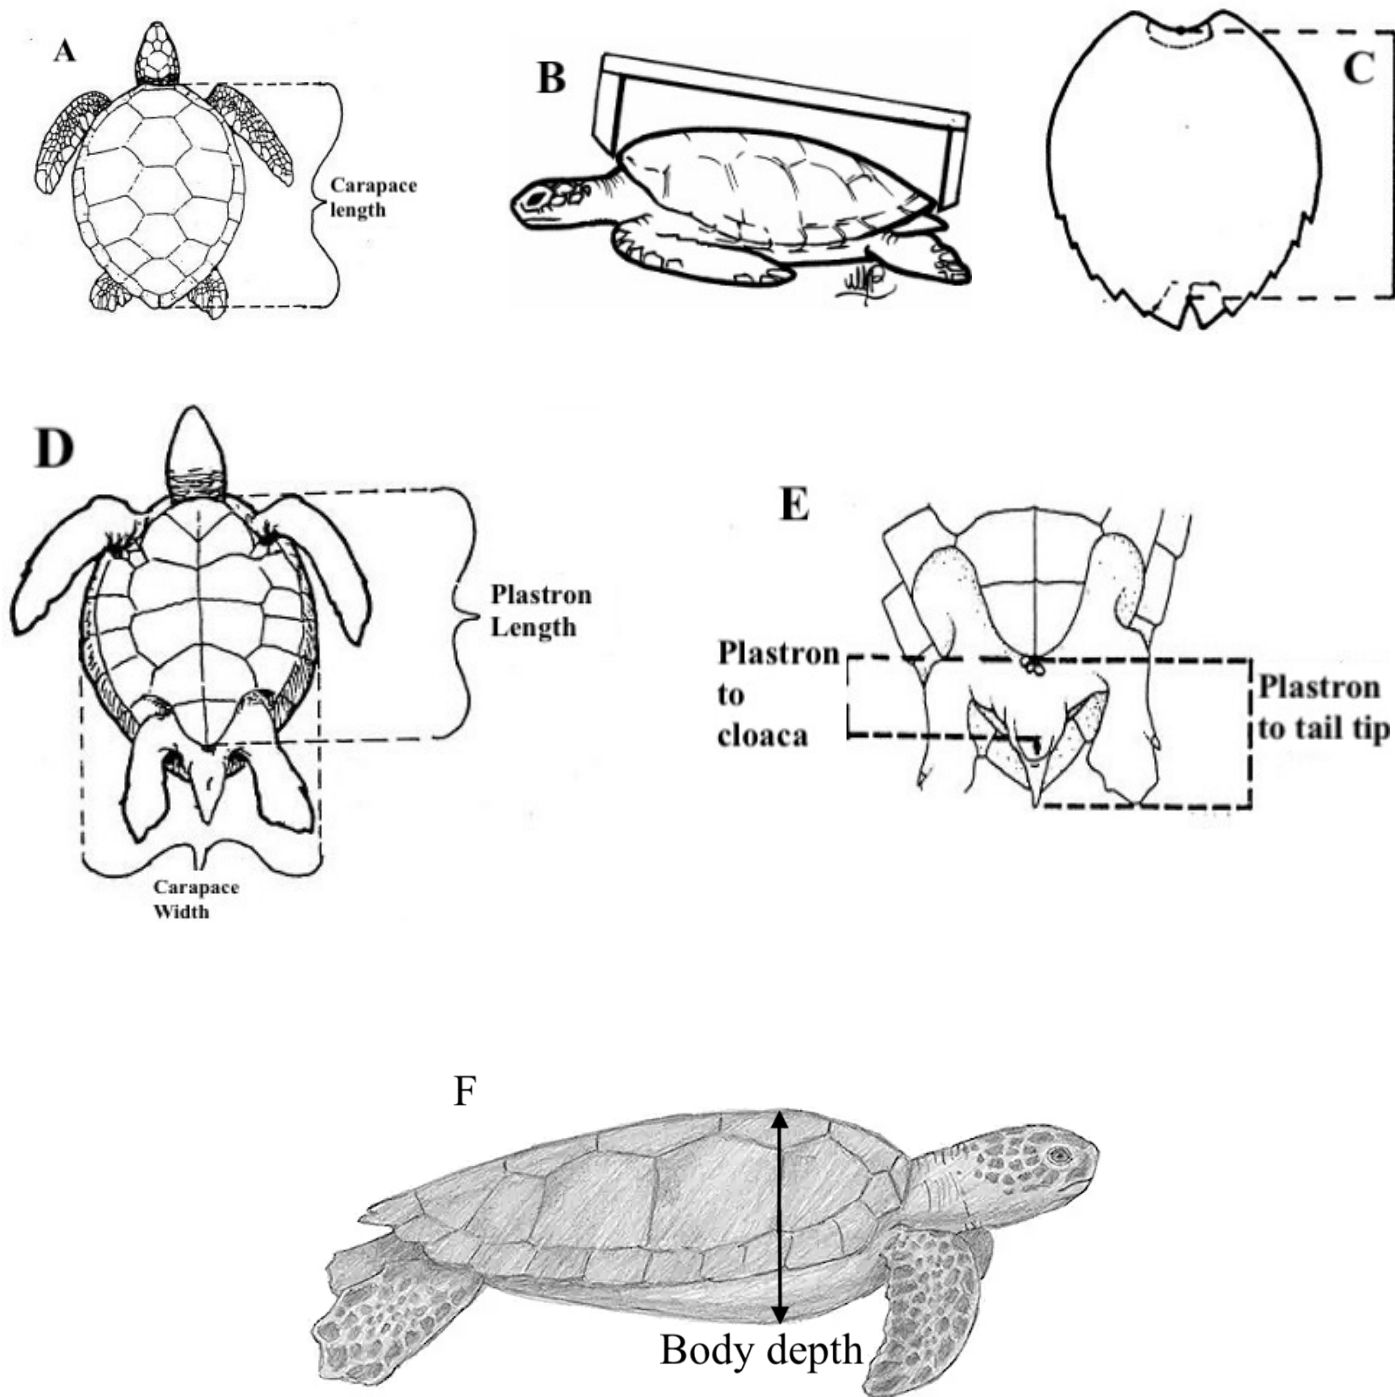 A
Carapace
length
B
C
D
Plastron
Length
Carapace
Width
E
Plastron
to
cloaca
Plastron
to tail tip
F
Body depth